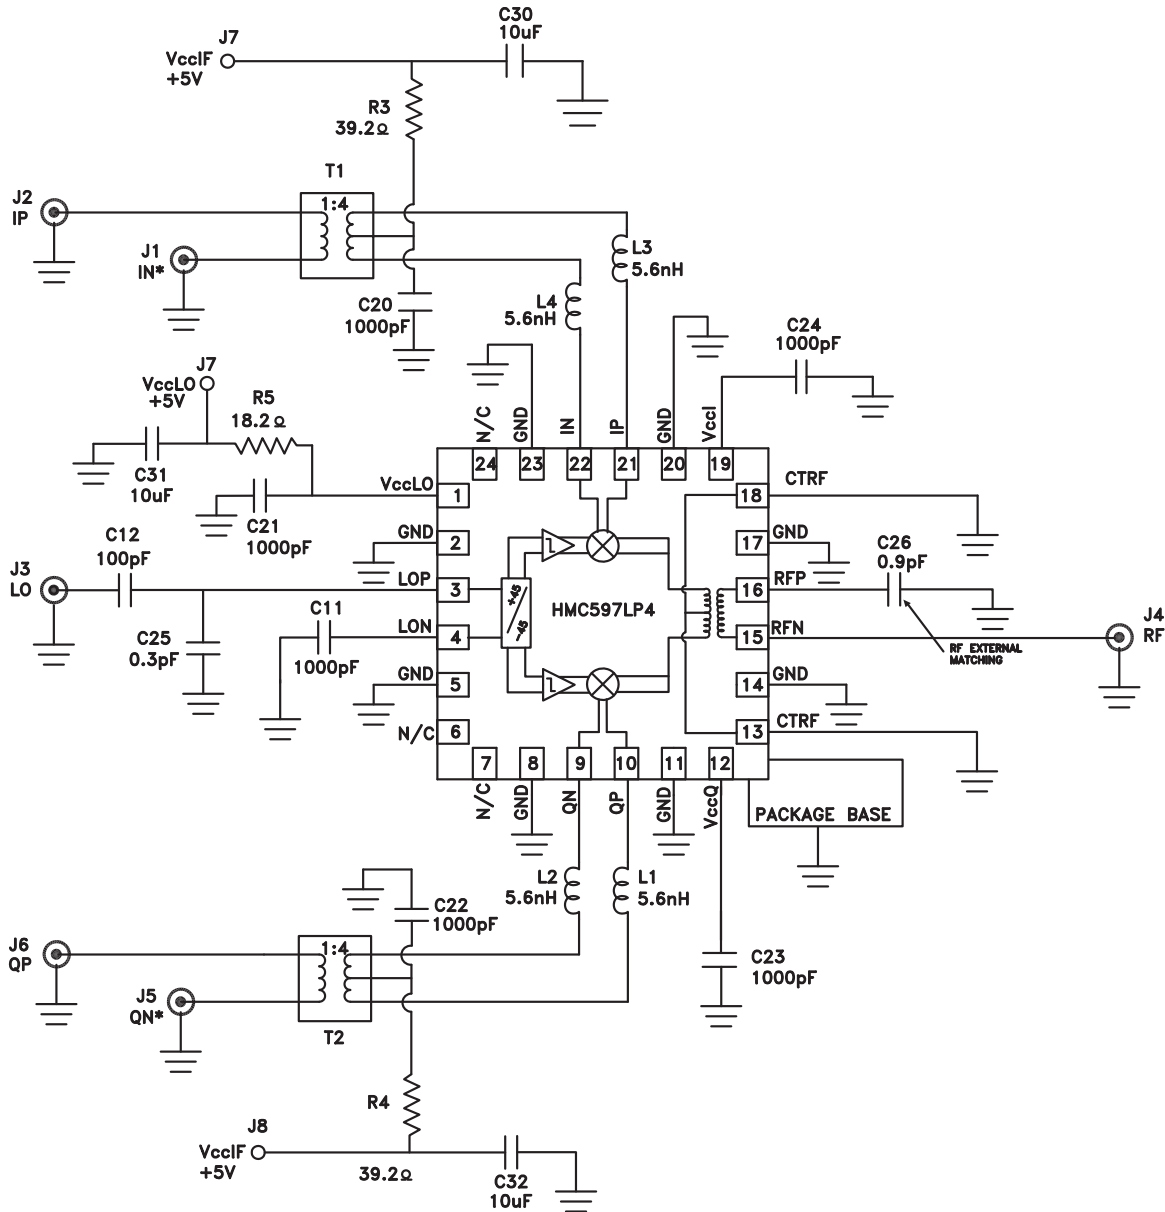 C30
10uF
J7
VccIF
+5V
R3
39.2Ω
T1
1:4
J2
IP
J1
IN*
L3
5.6nH
L4
5.6nH
C20
1000pF
C24
1000pF
J7
VccLO
+5V
R5
18.2Ω
C31
10uF
C21
1000pF
N/C
GND
IN
IP
GND
VccI
24
23
22
21
20
19
VccLO
1
18
CTRF
GND
2
17
GND
C12
100pF
C26
0.9pF
J3
LO
LOP
3
+45
-45
HMC597LP4
16
RFP
C25
0.3pF
C11
1000pF
LON
4
15
RFN
RF EXTERNAL
MATCHING
J4
RF
GND
5
14
GND
N/C
6
13
CTRF
7
8
9
10
11
12
N/C
GND
QN
QP
GND
VccQ
PACKAGE BASE
L2
5.6nH
L1
5.6nH
C22
1000pF
C23
1000pF
J6
QP
1:4
J5
QN*
T2
R4
39.2Ω
J8
VccIF
+5V
C32
10uF